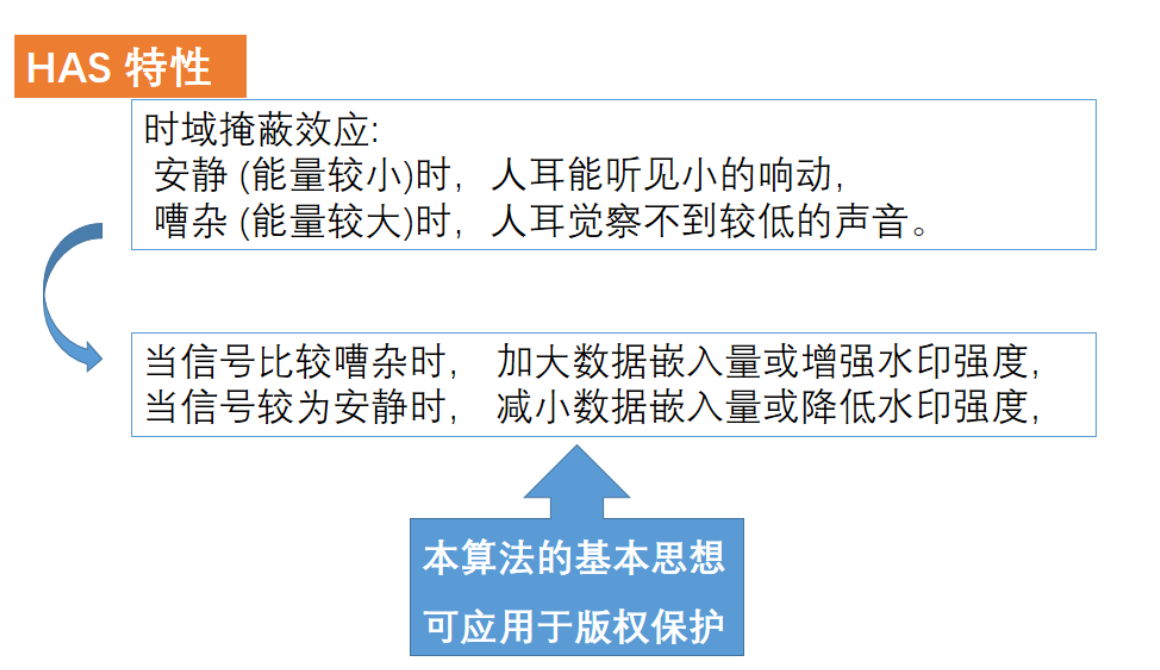 HAS 特性
时域掩蔽效应:
安静 (能量较小)时, 人耳能听见小的响动,
嘈杂 (能量较大)时, 人耳觉察不到较低的声音。
当信号比较嘈杂时, 加大数据嵌入量或增强水印强度,
当信号较为安静时, 减小数据嵌入量或降低水印强度,
本算法的基本思想
可应用于版权保护